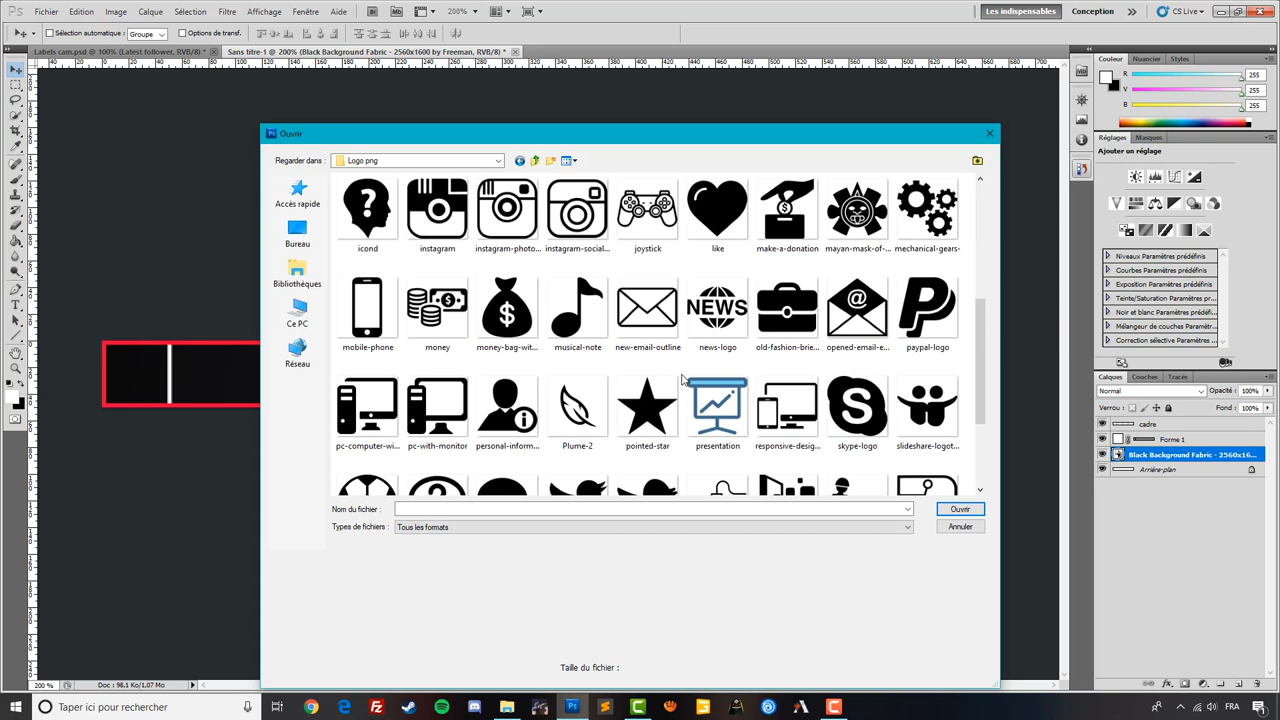 Fichier Edition Image Calque Sélection Filtre Affichage Fenêtre Aide 200% Les indispensables Conception CS Live
Sélection automatique: Groupe Options de transf.
Labels cam.psd @ 100% (Latest follower, RVB/8) * Sans titre-1 @ 200% (Black Background Fabric - 2560x1600 by Freeman, RVB/8) *
Ouvrir
Regarder dans : Logo png
Accès rapide
Bureau
Bibliothèques
Ce PC
Réseau
icond instagram instagram-photo... instagram-social... joystick like make-a-donation mayan-mask-of-... mechanical-gears-
NEWS
mobile-phone money money-bag-wit... musical-note new-email-outline news-logo old-fashion-brie... opened-email-e... paypal-logo
pc-computer-wi... pc-with-monitor personal-inform... Plume-2 pointed-star presentation responsive-desig... skype-logo slideshare-logot...
Nom du fichier : Ouvrir
Types de fichiers : Tous les formats Annuler
Taille du fichier :
Couleur Nuancier Styles
R 255
V 255
B 255
Réglages Masques
Ajouter un réglage
Niveaux Paramètres prédéfinis
Courbes Paramètres prédéfinis
Exposition Paramètres prédéfinis
Teinte/Saturation Paramètres pr...
Noir et blanc Paramètres prédéf...
Mélangeur de couches Paramètr...
Correction sélective Paramètres...
Calques Couches Tracés
Normal Opacité : 100%
Verrou : Fond : 100%
cadre
Forme 1
Black Background Fabric - 2560x16...
Arrière-plan
200 % Doc : 98.1 Ko/1,07 Mo
Taper ici pour rechercher
FRA